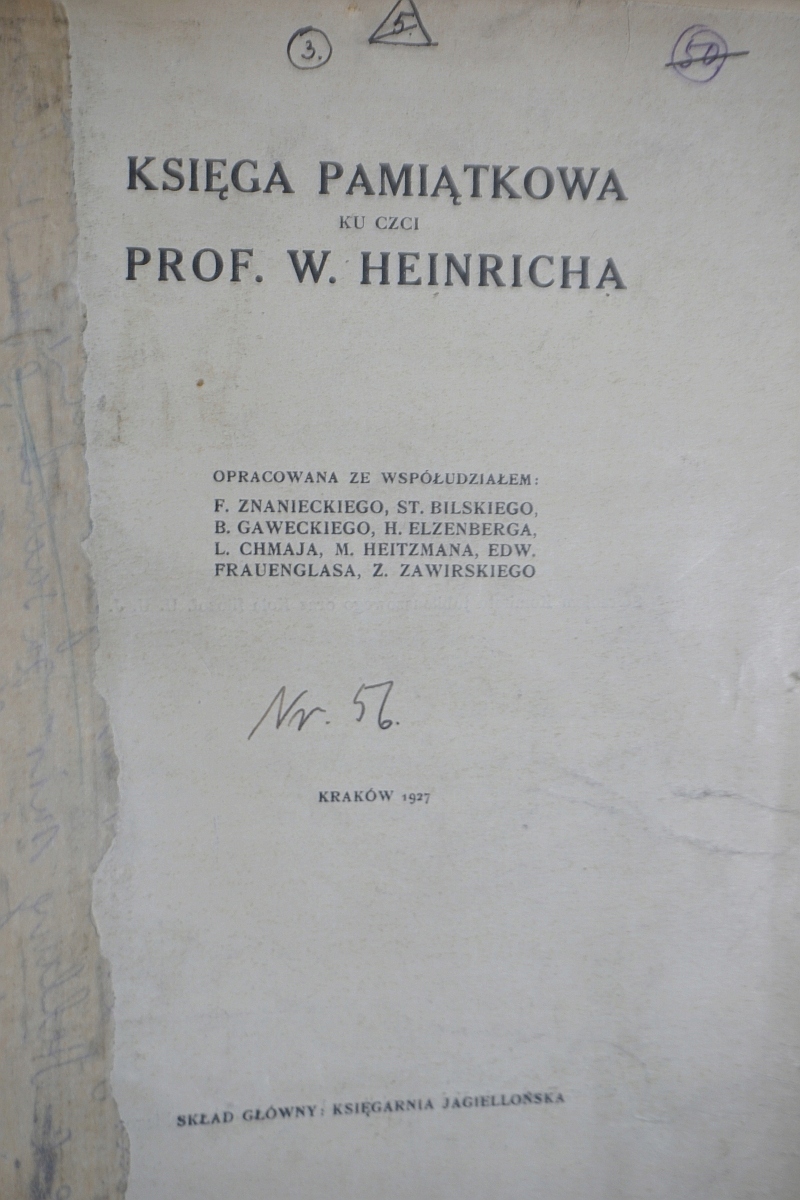 3.
5.
50
KSIĘGA PAMIĄTKOWA
KU CZCI
PROF. W. HEINRICHA
OPRACOWANA ZE WSPÓŁUDZIAŁEM:
F. ZNANIECKIEGO, ST. BILSKIEGO,
B. GAWECKIEGO, H. ELZENBERGA,
L. CHMAJA, M. HEITZMANA, EDW.
FRAUENGLASA, Z. ZAWIRSKIEGO
Nr. 56.
KRAKÓW 1927
SKŁAD GŁÓWNY: KSIĘGARNIA JAGIELLOŃSKA